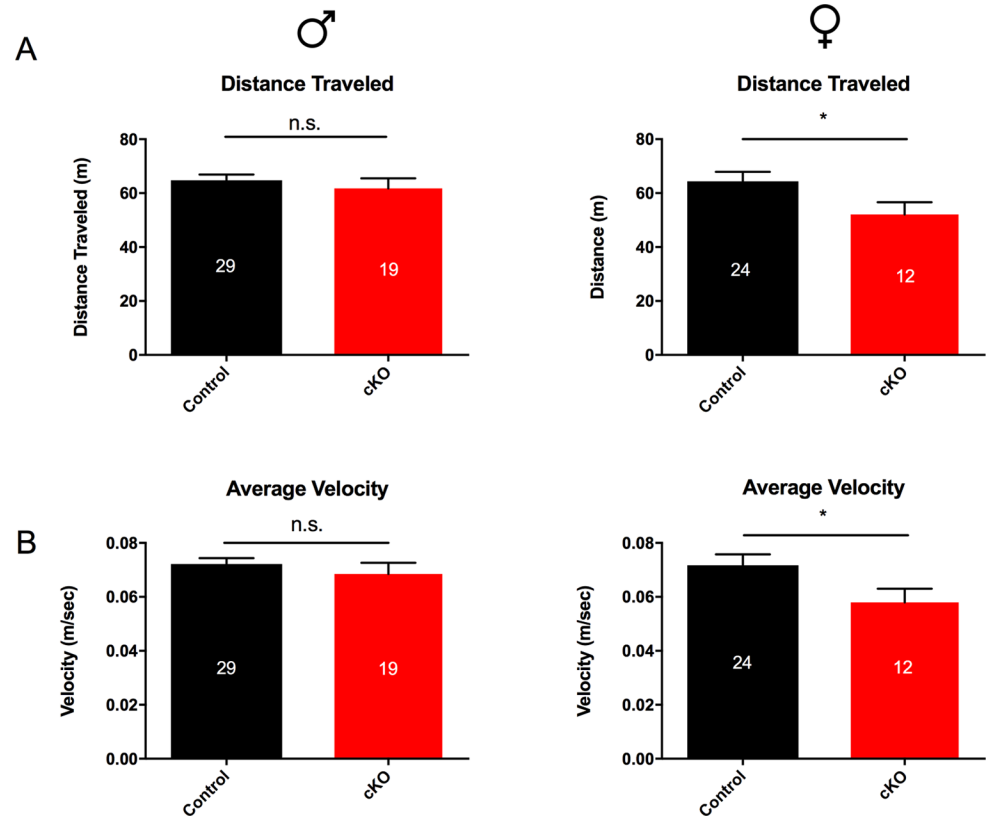 ♂ ♀
A
Distance Traveled
n.s.
Distance Traveled (m)
80
60
40
20
0
29
19
Control
cKO
Distance Traveled
*
Distance (m)
80
60
40
20
0
24
12
Control
cKO
B
Average Velocity
n.s.
Velocity (m/sec)
0.08
0.06
0.04
0.02
0.00
29
19
Control
cKO
Average Velocity
*
Velocity (m/sec)
0.08
0.06
0.04
0.02
0.00
24
12
Control
cKO